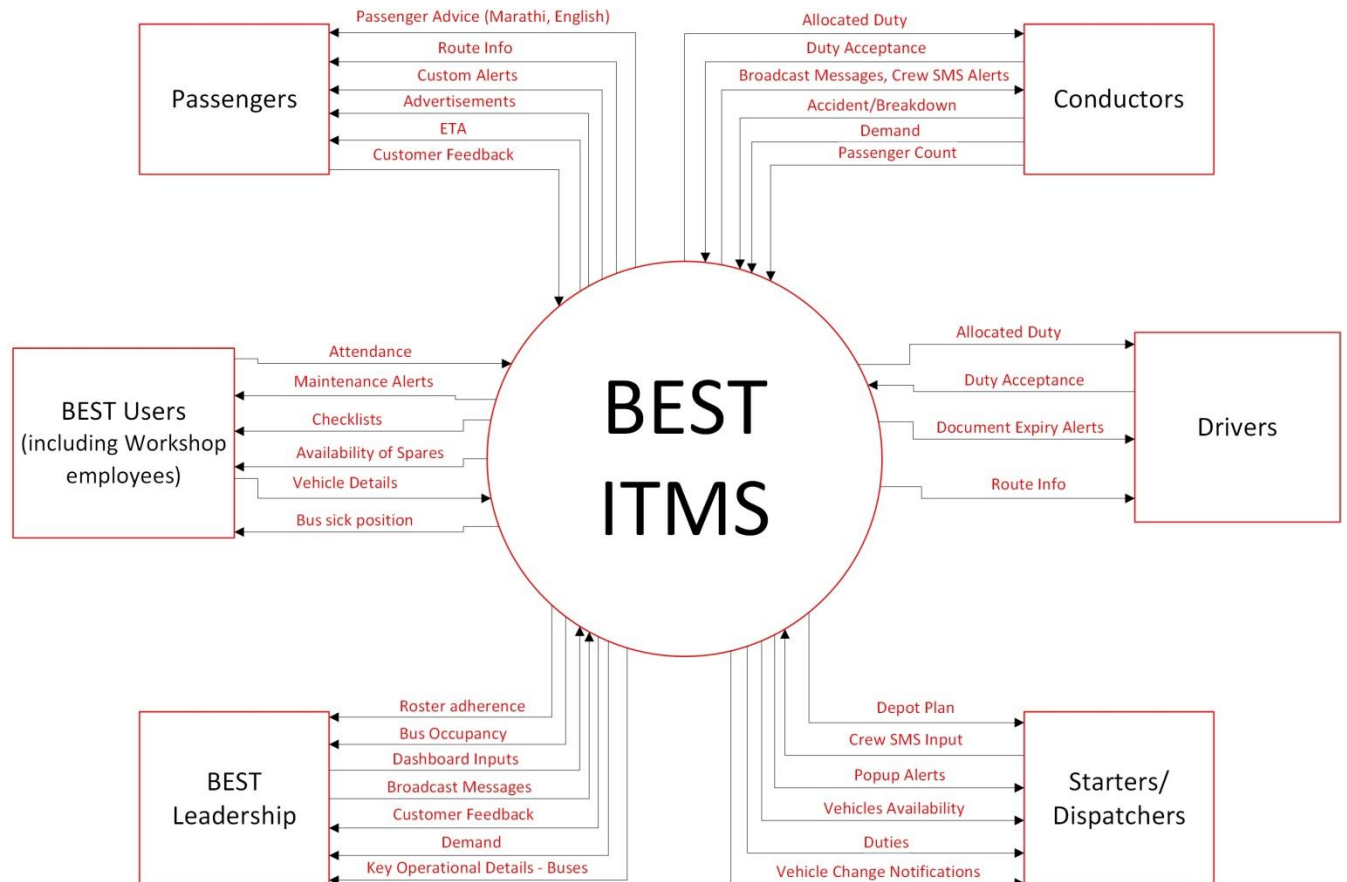 Passenger Advice (Marathi, English)
Route Info
Custom Alerts
Advertisements
ETA
Customer Feedback
Passengers
Allocated Duty
Duty Acceptance
Broadcast Messages, Crew SMS Alerts
Accident/Breakdown
Demand
Passenger Count
Conductors
BEST Users
(including Workshop
employees)
Attendance
Maintenance Alerts
Checklists
Availability of Spares
Vehicle Details
Bus sick position
BEST
ITMS
Allocated Duty
Duty Acceptance
Document Expiry Alerts
Route Info
Drivers
BEST
Leadership
Roster adherence
Bus Occupancy
Dashboard Inputs
Broadcast Messages
Customer Feedback
Demand
Key Operational Details - Buses
Depot Plan
Crew SMS Input
Popup Alerts
Vehicles Availability
Duties
Vehicle Change Notifications
Starters/
Dispatchers